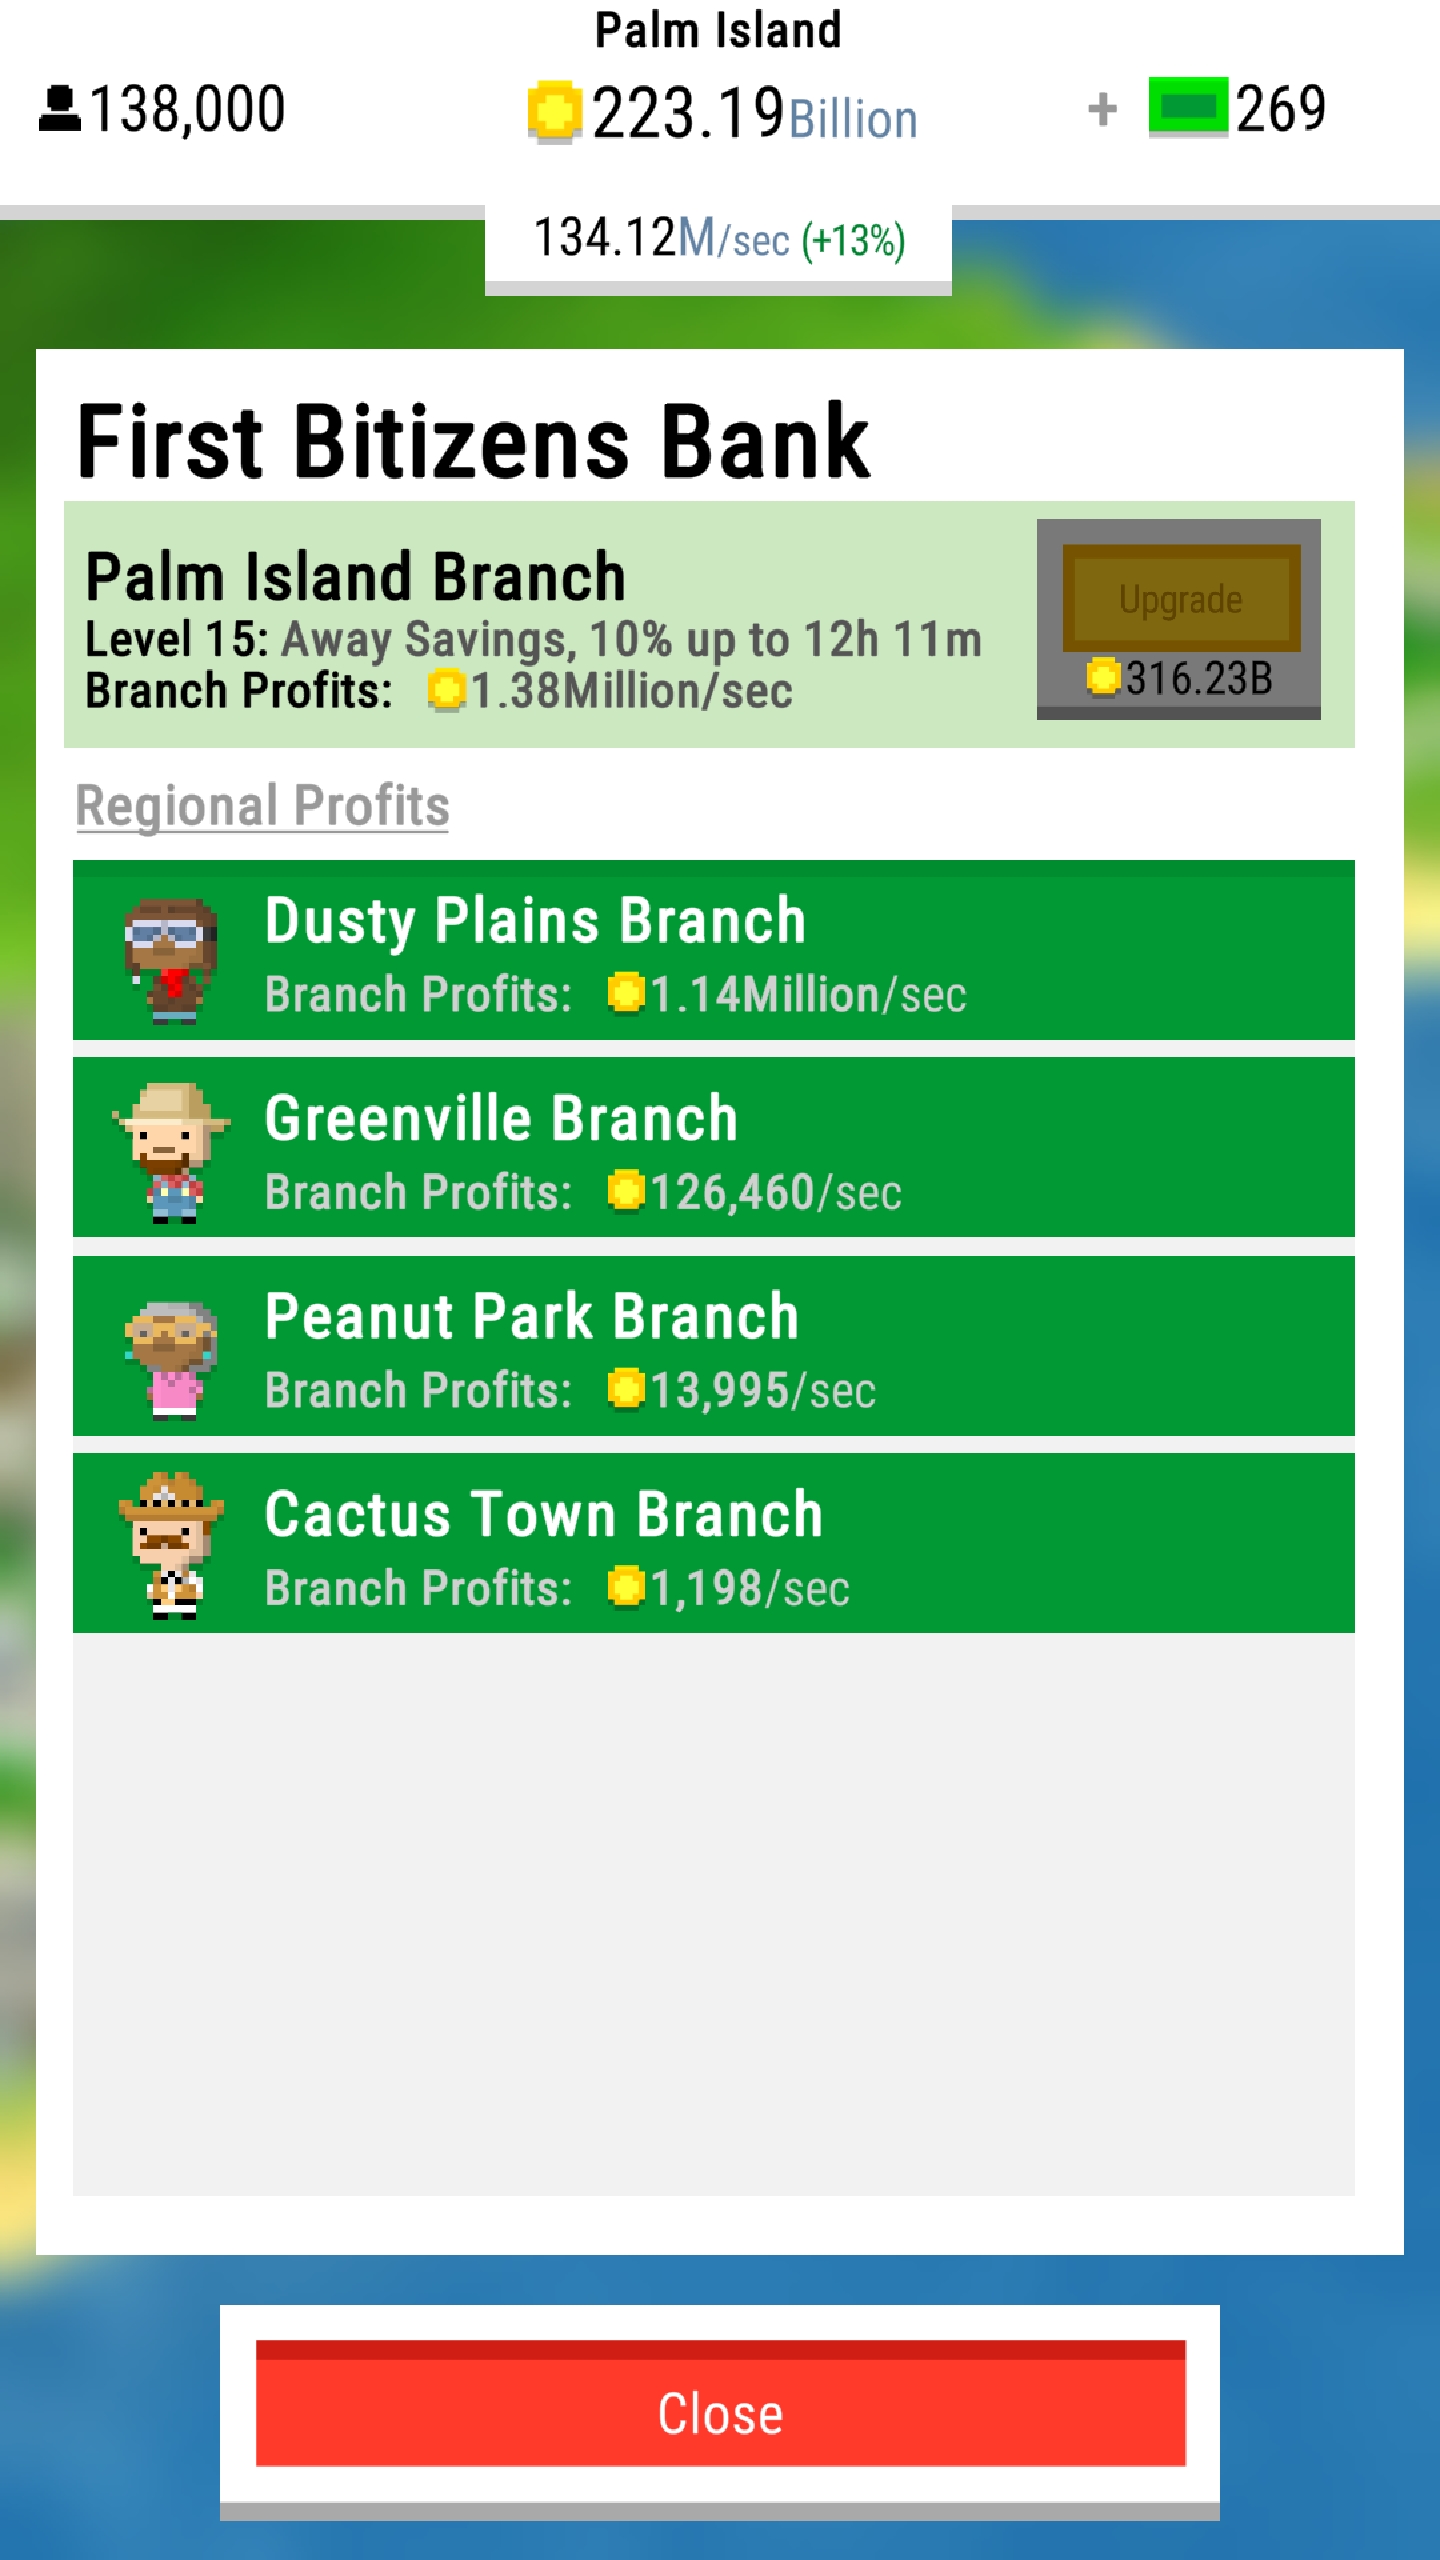 Palm Island
138,000
223.19Billion
+ 269
134.12M/sec (+13%)
First Bitizens Bank
Palm Island Branch
Level 15: Away Savings, 10% up to 12h 11m
Branch Profits: 1.38Million/sec
Upgrade
316.23B
Regional Profits
Dusty Plains Branch
Branch Profits: 1.14Million/sec
Greenville Branch
Branch Profits: 126,460/sec
Peanut Park Branch
Branch Profits: 13,995/sec
Cactus Town Branch
Branch Profits: 1,198/sec
Close